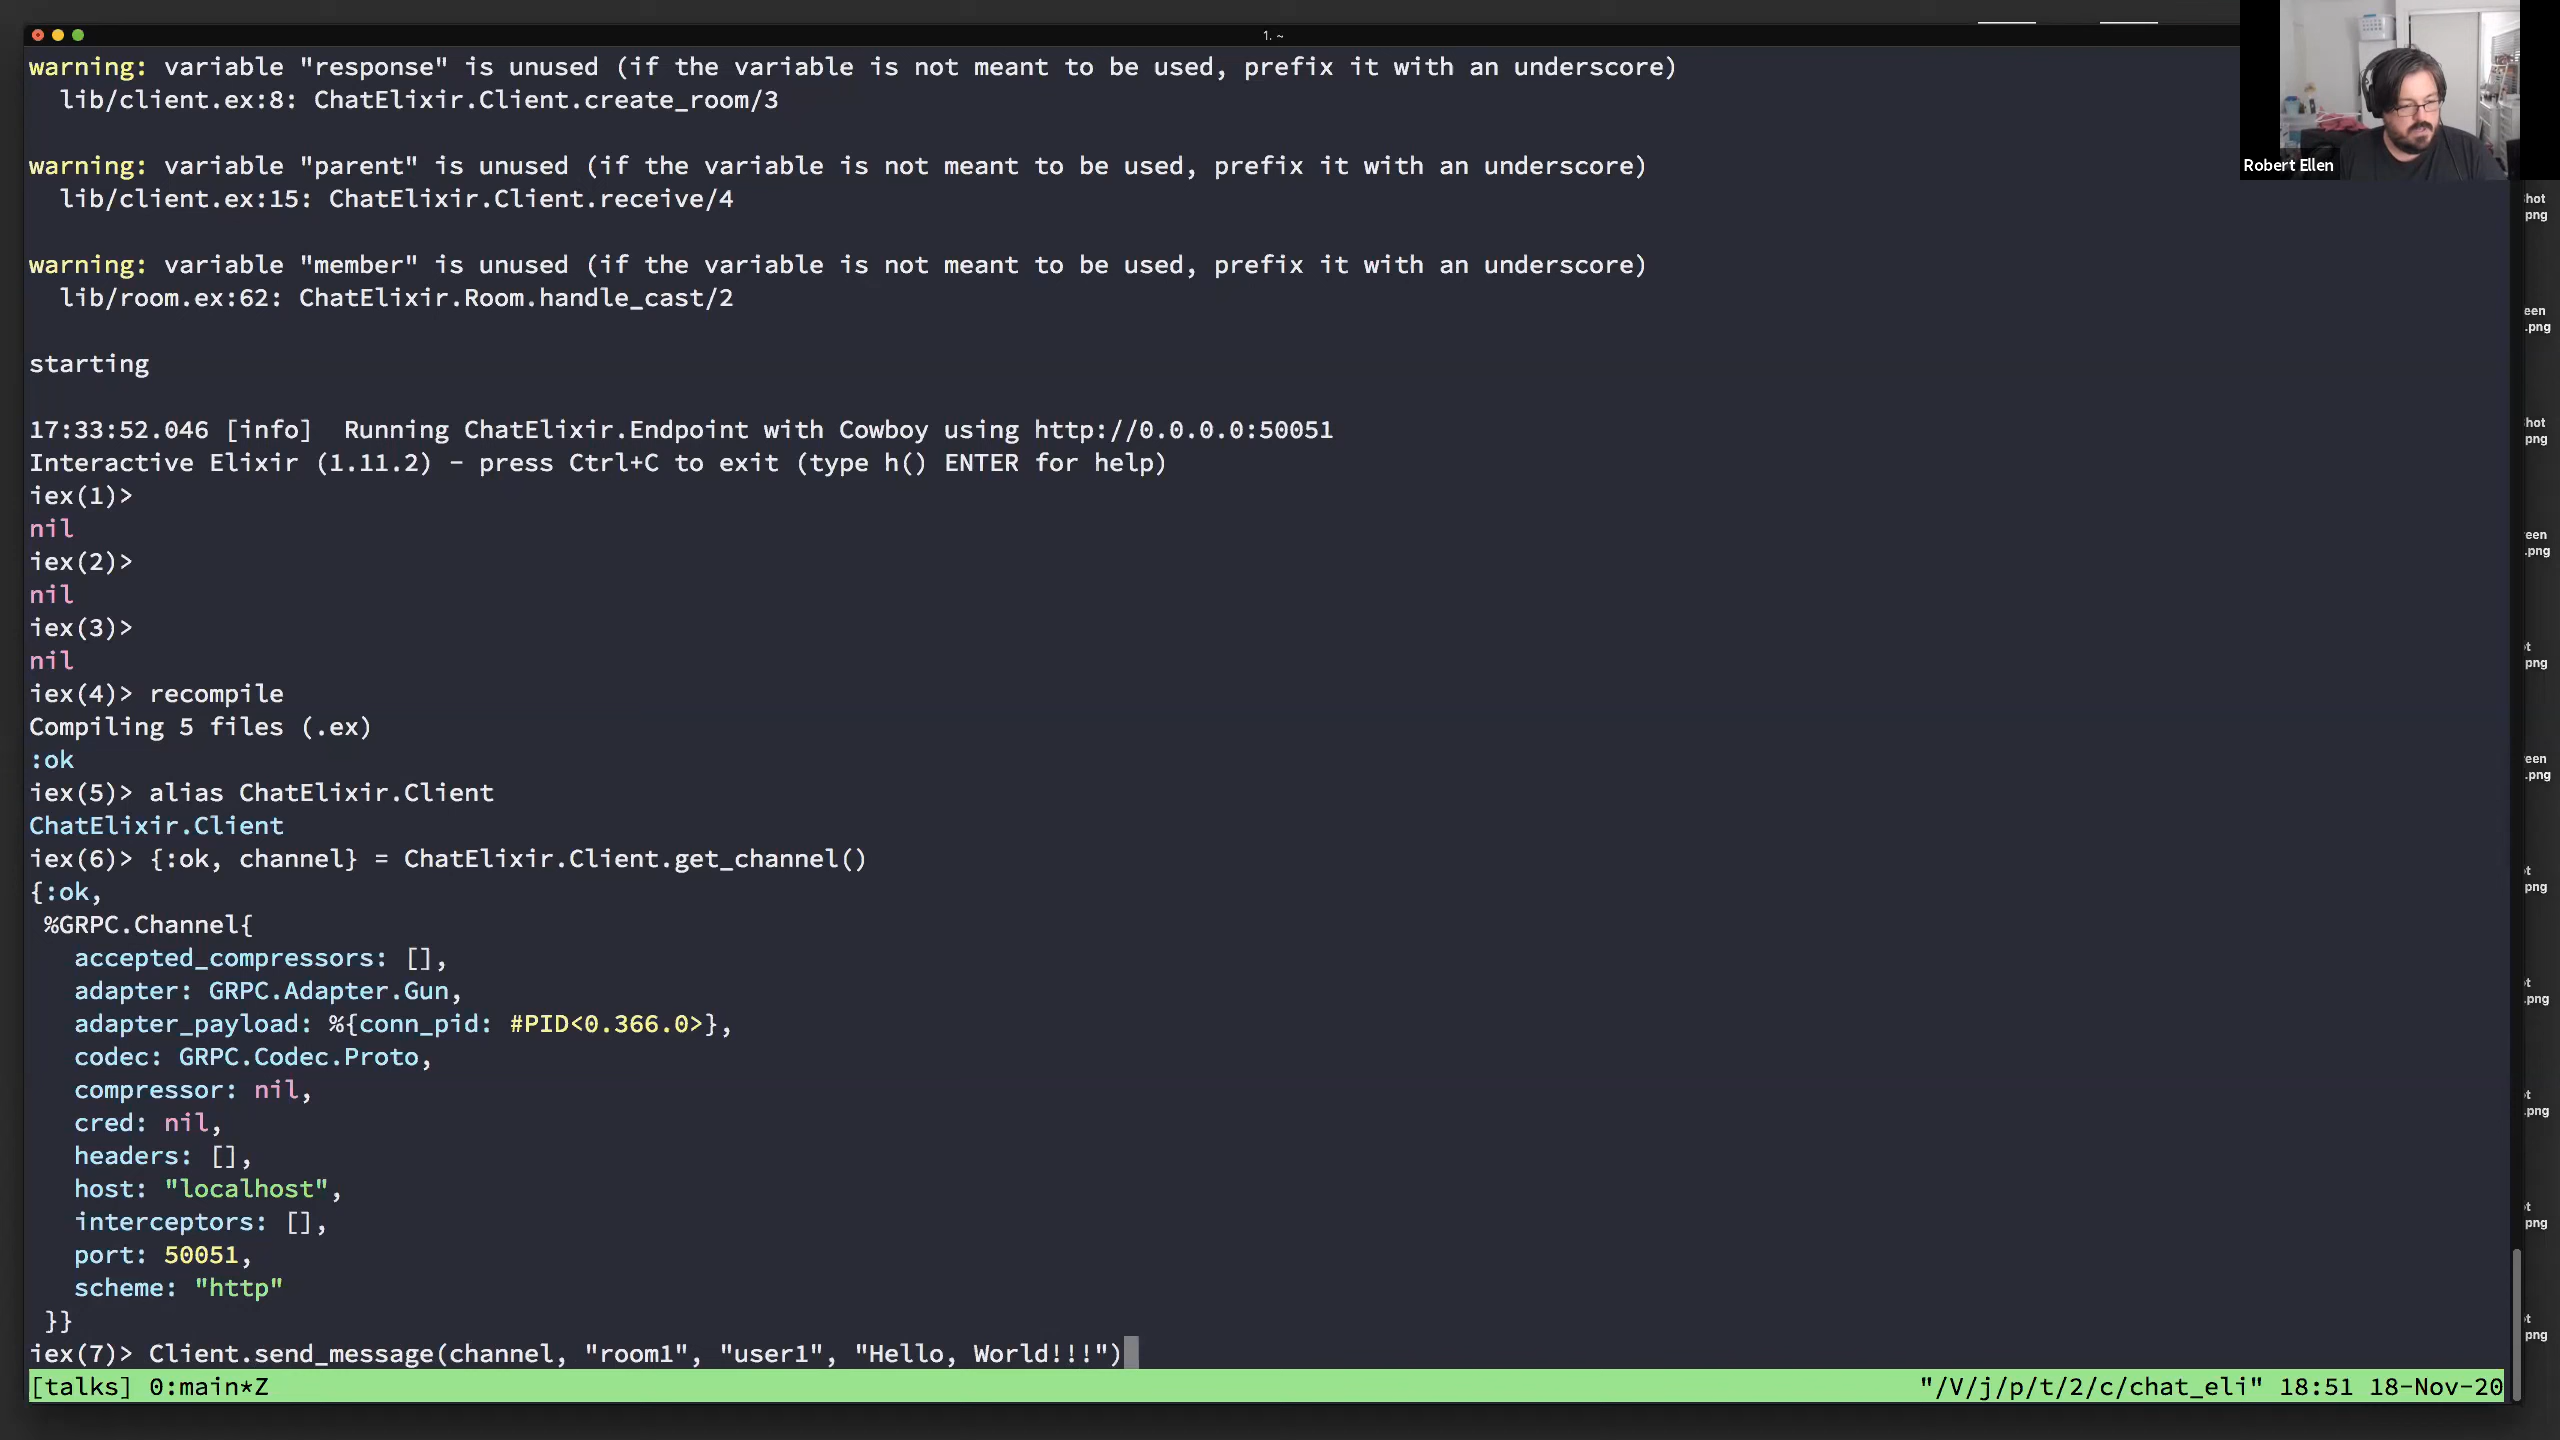 1. ~
warning: variable "response" is unused (if the variable is not meant to be used, prefix it with an underscore)
lib/client.ex:8: ChatElixir.Client.create_room/3
warning: variable "parent" is unused (if the variable is not meant to be used, prefix it with an underscore)
lib/client.ex:15: ChatElixir.Client.receive/4
warning: variable "member" is unused (if the variable is not meant to be used, prefix it with an underscore)
lib/room.ex:62: ChatElixir.Room.handle_cast/2
starting
17:33:52.046 [info]  Running ChatElixir.Endpoint with Cowboy using http://0.0.0.0:50051
Interactive Elixir (1.11.2) - press Ctrl+C to exit (type h() ENTER for help)
iex(1)>
nil
iex(2)>
nil
iex(3)>
nil
iex(4)> recompile
Compiling 5 files (.ex)
:ok
iex(5)> alias ChatElixir.Client
ChatElixir.Client
iex(6)> {:ok, channel} = ChatElixir.Client.get_channel()
{:ok,
%GRPC.Channel{
accepted_compressors: [],
adapter: GRPC.Adapter.Gun,
adapter_payload: %{conn_pid: #PID<0.366.0>},
codec: GRPC.Codec.Proto,
compressor: nil,
cred: nil,
headers: [],
host: "localhost",
interceptors: [],
port: 50051,
scheme: "http"
}}
iex(7)> Client.send_message(channel, "room1", "user1", "Hello, World!!!")
[talks] 0:main*Z "/V/j/p/t/2/c/chat_eli" 18:51 18-Nov-20
Robert Ellen